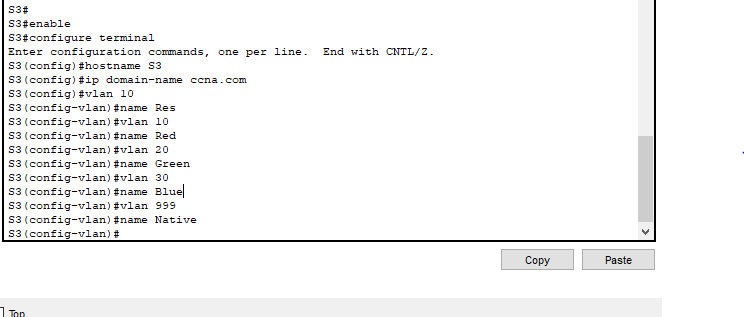 S3#
S3#enable
S3#configure terminal
Enter configuration commands, one per line.  End with CNTL/Z.
S3(config)#hostname S3
S3(config)#ip domain-name ccna.com
S3(config)#vlan 10
S3(config-vlan)#name Res
S3(config-vlan)#vlan 10
S3(config-vlan)#name Red
S3(config-vlan)#vlan 20
S3(config-vlan)#name Green
S3(config-vlan)#vlan 30
S3(config-vlan)#name Blue
S3(config-vlan)#vlan 999
S3(config-vlan)#name Native
S3(config-vlan)#
Copy Paste
Top